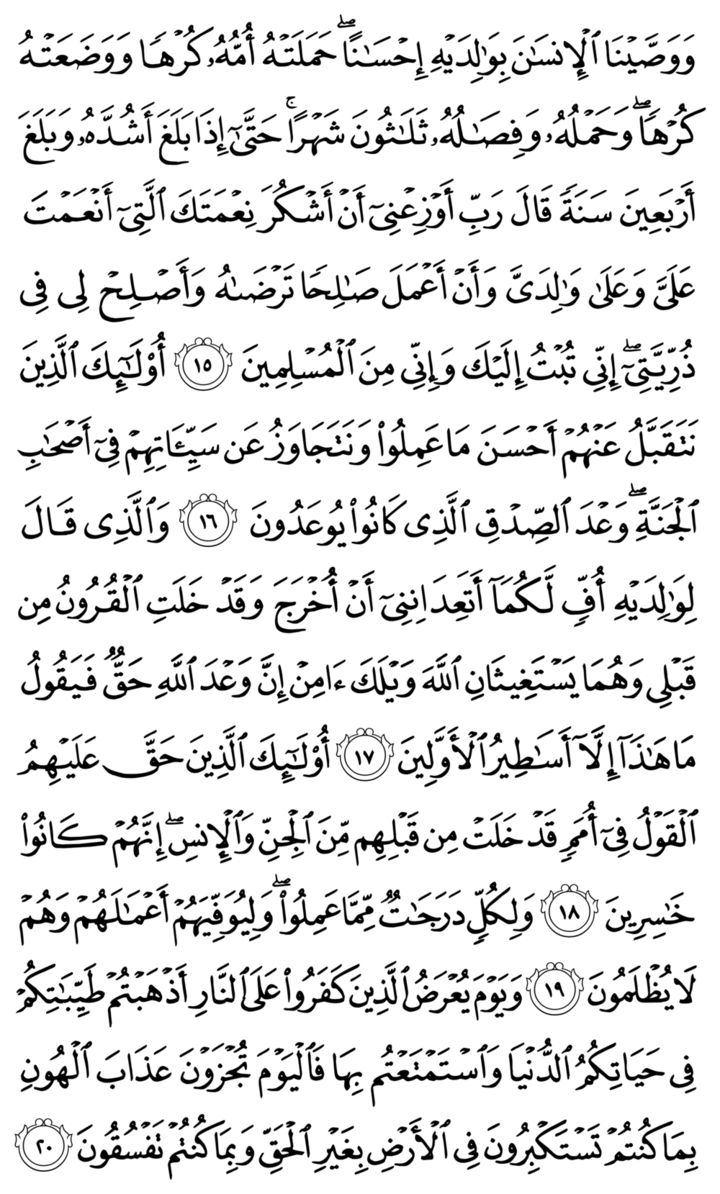 وَوَصَّيْنَا ٱلْإِنسَٰنَ بِوَٰلِدَيْهِ إِحْسَٰنًاۖ حَمَلَتْهُ أُمُّهُۥ كُرْهًا وَوَضَعَتْهُ
كُرْهًاۖ وَحَمْلُهُۥ وَفِصَٰلُهُۥ ثَلَٰثُونَ شَهْرًاۚ حَتَّىٰٓ إِذَا بَلَغَ أَشُدَّهُۥ وَبَلَغَ
أَرْبَعِينَ سَنَةً قَالَ رَبِّ أَوْزِعْنِىٓ أَنْ أَشْكُرَ نِعْمَتَكَ ٱلَّتِىٓ أَنْعَمْتَ
عَلَىَّ وَعَلَىٰ وَٰلِدَىَّ وَأَنْ أَعْمَلَ صَٰلِحًا تَرْضَىٰهُ وَأَصْلِحْ لِى فِى
ذُرِّيَّتِىٓۖ إِنِّى تُبْتُ إِلَيْكَ وَإِنِّى مِنَ ٱلْمُسْلِمِينَ ١٥ أُو۟لَٰٓئِكَ ٱلَّذِينَ
نَتَقَبَّلُ عَنْهُمْ أَحْسَنَ مَا عَمِلُوا۟ وَنَتَجَاوَزُ عَن سَيِّـَٔاتِهِمْ فِىٓ أَصْحَٰبِ
ٱلْجَنَّةِۖ وَعْدَ ٱلصِّدْقِ ٱلَّذِى كَانُوا۟ يُوعَدُونَ ١٦ وَٱلَّذِى قَالَ
لِوَٰلِدَيْهِ أُفٍّ لَّكُمَآ أَتَعِدَانِنِىٓ أَنْ أُخْرَجَ وَقَدْ خَلَتِ ٱلْقُرُونُ مِن
قَبْلِى وَهُمَا يَسْتَغِيثَانِ ٱللَّهَ وَيْلَكَ ءَامِنْ إِنَّ وَعْدَ ٱللَّهِ حَقٌّ فَيَقُولُ
مَا هَٰذَآ إِلَّآ أَسَٰطِيرُ ٱلْأَوَّلِينَ ١٧ أُو۟لَٰٓئِكَ ٱلَّذِينَ حَقَّ عَلَيْهِمُ
ٱلْقَوْلُ فِىٓ أُمَمٍ قَدْ خَلَتْ مِن قَبْلِهِم مِّنَ ٱلْجِنِّ وَٱلْإِنسِۖ إِنَّهُمْ كَانُوا۟
خَٰسِرِينَ ١٨ وَلِكُلٍّ دَرَجَٰتٌ مِّمَّا عَمِلُوا۟ۖ وَلِيُوَفِّيَهُمْ أَعْمَٰلَهُمْ وَهُمْ
لَا يُظْلَمُونَ ١٩ وَيَوْمَ يُعْرَضُ ٱلَّذِينَ كَفَرُوا۟ عَلَى ٱلنَّارِ أَذْهَبْتُمْ طَيِّبَٰتِكُمْ
فِى حَيَاتِكُمُ ٱلدُّنْيَا وَٱسْتَمْتَعْتُم بِهَا فَٱلْيَوْمَ تُجْزَوْنَ عَذَابَ ٱلْهُونِ
بِمَا كُنتُمْ تَسْتَكْبِرُونَ فِى ٱلْأَرْضِ بِغَيْرِ ٱلْحَقِّ وَبِمَا كُنتُمْ تَفْسُقُونَ ٢٠